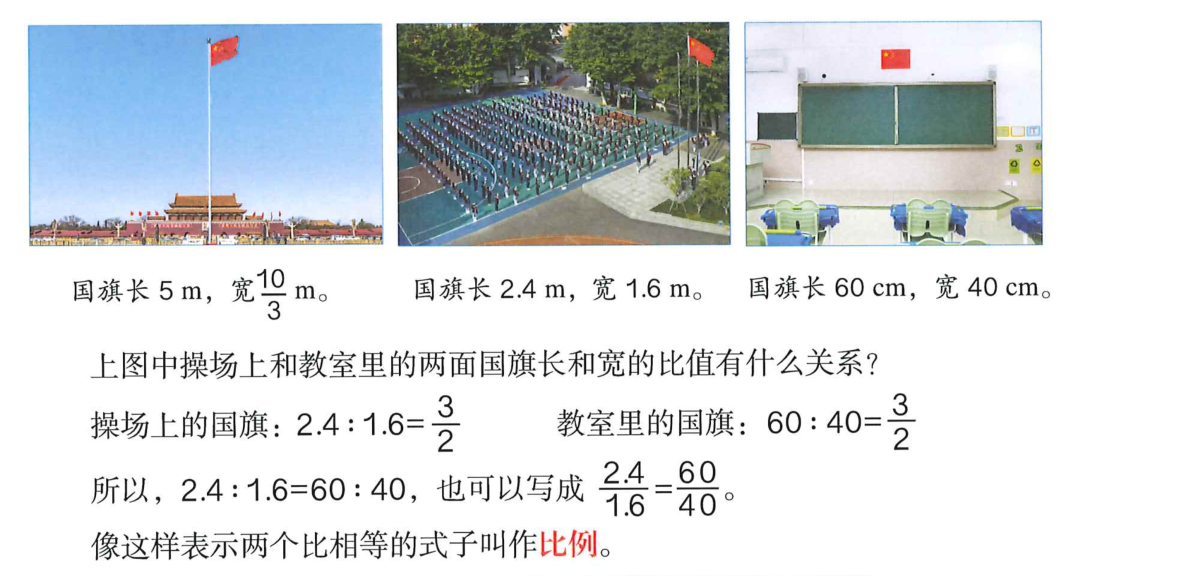 国旗长 5 m，宽 10/3 m。
国旗长 2.4 m，宽 1.6 m。
国旗长 60 cm，宽 40 cm。
上图中操场上和教室里的两面国旗长和宽的比值有什么关系？
操场上的国旗：2.4∶1.6=3/2 教室里的国旗：60∶40=3/2
所以，2.4∶1.6=60∶40，也可以写成 2.4/1.6=60/40。
像这样表示两个比相等的式子叫作比例。